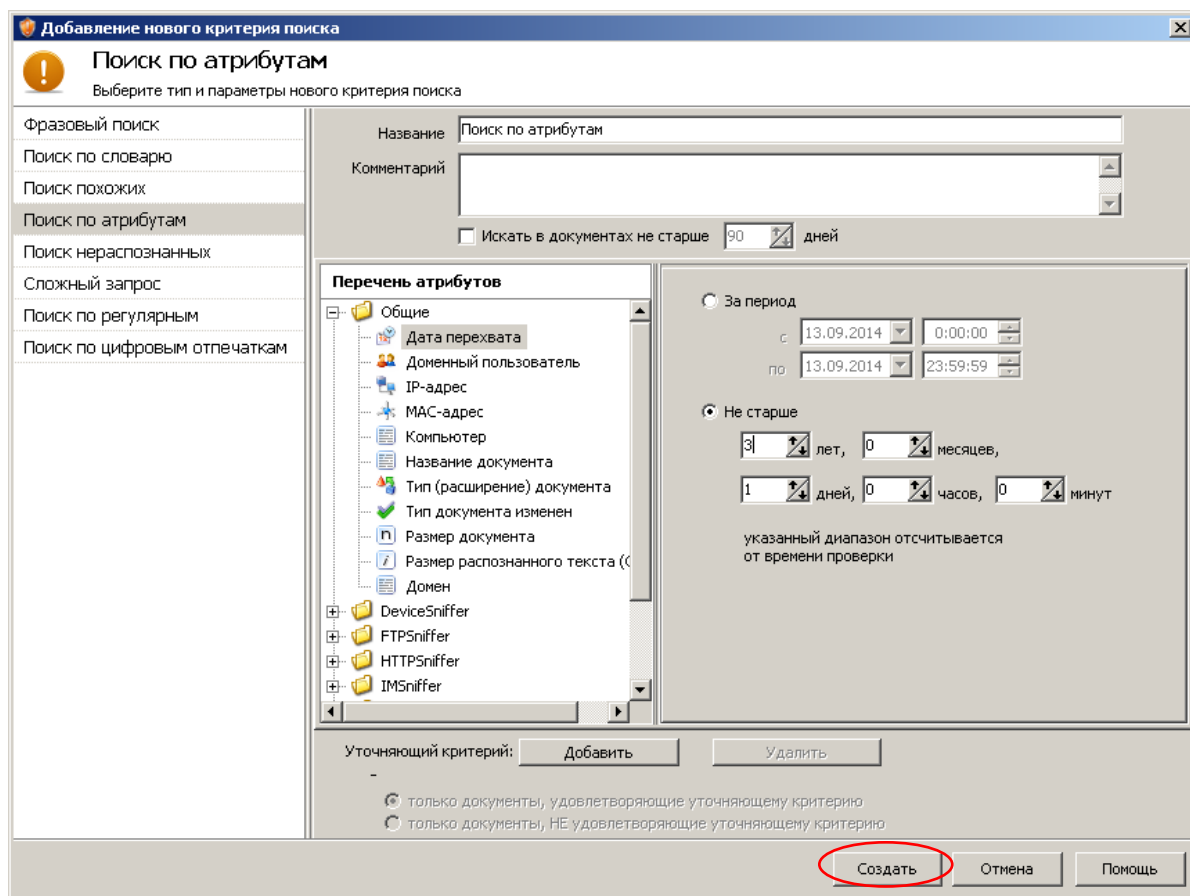 Добавление нового критерия поиска
Поиск по атрибутам
Выберите тип и параметры нового критерия поиска
Фразовый поиск
Поиск по словарю
Поиск похожих
Поиск по атрибутам
Поиск нераспознанных
Сложный запрос
Поиск по регулярным
Поиск по цифровым отпечаткам
Название Поиск по атрибутам
Комментарий
Искать в документах не старше 90 дней
Перечень атрибутов
Общие
Дата перехвата
Доменный пользователь
IP-адрес
MAC-адрес
Компьютер
Название документа
Тип (расширение) документа
Тип документа изменен
Размер документа
Размер распознанного текста (
Домен
DeviceSniffer
FTPSniffer
HTTPSniffer
IMSniffer
За период
с 13.09.2014 0:00:00
по 13.09.2014 23:59:59
Не старше
3 лет, 0 месяцев,
1 дней, 0 часов, 0 минут
указанный диапазон отсчитывается
от времени проверки
Уточняющий критерий: Добавить Удалить
-
только документы, удовлетворяющие уточняющему критерию
только документы, НЕ удовлетворяющие уточняющему критерию
Создать Отмена Помощь